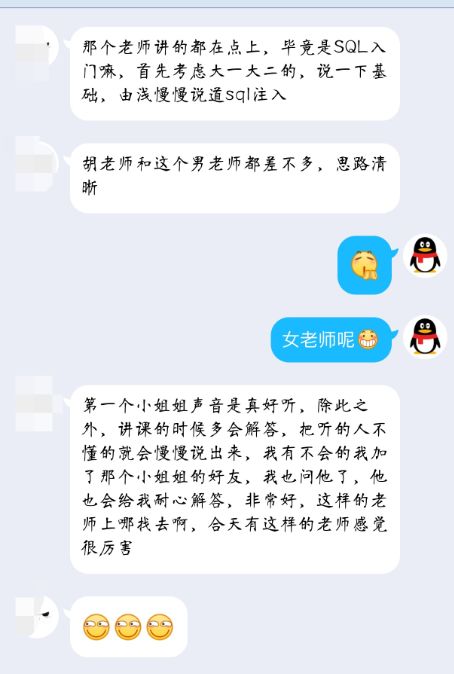 那个老师讲的都在点上，毕竟是SQL入
门嘛，首先考虑大一大二的，说一下基
础，由浅慢慢说道sql注入
胡老师和这个男老师都差不多，思路清
晰
女老师呢
第一个小姐姐声音是真好听，除此之
外，讲课的时候多会解答，把听的人不
懂的就会慢慢说出来，我有不会的我加
了那个小姐姐的好友，我也问他了，他
也会给我耐心解答，非常好，这样的老
师上哪找去啊，合天有这样的老师感觉
很厉害